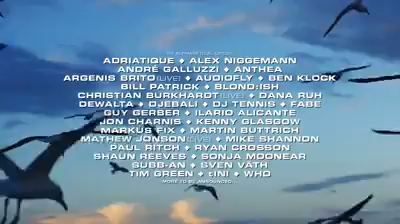 ADRIATIQUE ♦ ALEX NIGGEMANN
ANDRÉ GALLUZZI ♦ ANTHEA
ARGENIS BRITO (LIVE) ♦ AUDIOFLY ♦ BEN KLOCK
BILL PATRICK ♦ BLOND:ISH
CHRISTIAN BURKHARDT (LIVE) ♦ DANA RUH
DEWALTA ♦ DJEBALI ♦ DJ TENNIS ♦ FABE
GUY GERBER ♦ ILARIO ALICANTE
JON CHARNIS ♦ KENNY GLASGOW
MARKUS FIX ♦ MARTIN BUTTRICH
MATHEW JONSON (LIVE) ♦ MIKE SHANNON
PAUL RITCH ♦ RYAN CROSSON
SHAUN REEVES ♦ SONJA MOONEAR
SUBB-AN ♦ SVEN VÄTH
TIM GREEN ♦ tINI ♦ WHO
MORE TO BE ANNOUNCED...